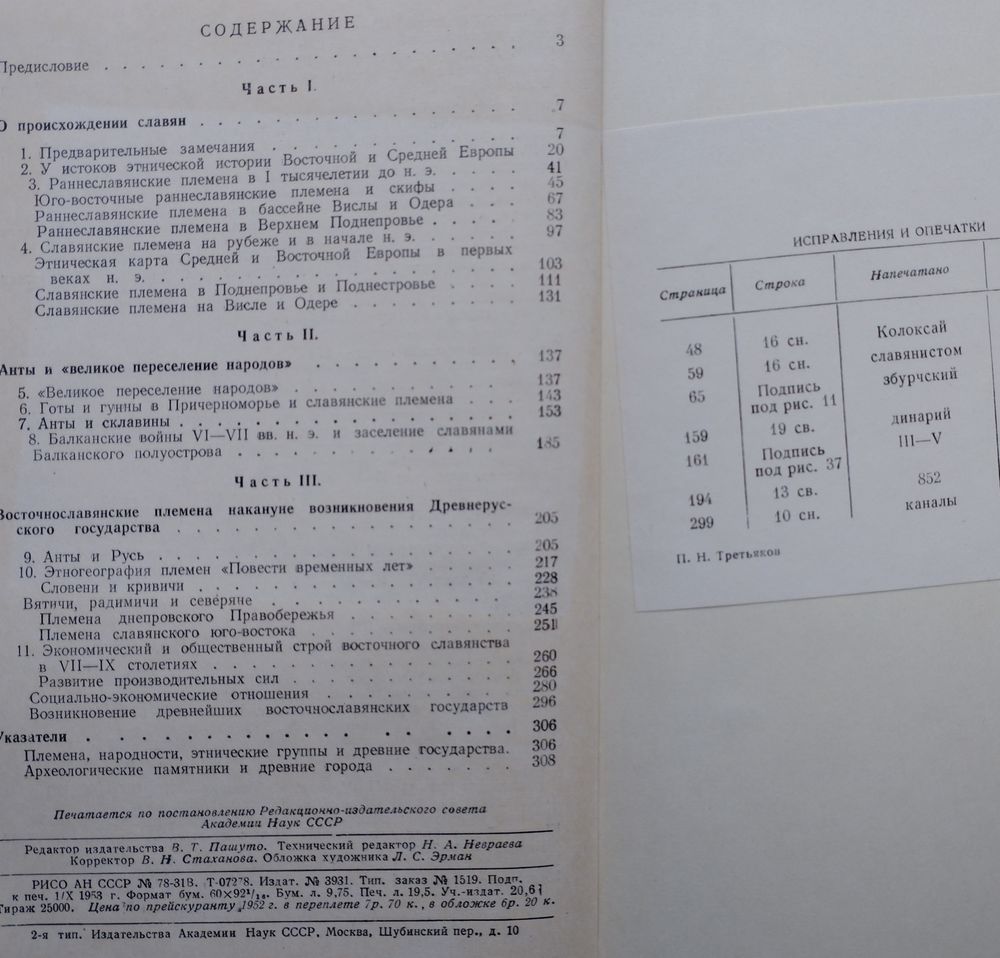 СОДЕРЖАНИЕ
Предисловие . . . 3
Часть I.
О происхождении славян . . . 7
1. Предварительные замечания . . . 7
2. У истоков этнической истории Восточной и Средней Европы 20
3. Раннеславянские племена в I тысячелетии до н. э. . . . 41
Юго-восточные раннеславянские племена и скифы . . . 45
Раннеславянские племена в бассейне Вислы и Одера . . . 67
Раннеславянские племена в Верхнем Поднепровье . . . 83
4. Славянские племена на рубеже и в начале н. э. . . . 97
Этническая карта Средней и Восточной Европы в первых
веках н. э. . . . 103
Славянские племена в Поднепровье и Поднестровье . . . 111
Славянские племена на Висле и Одере . . . 131
Часть II.
Анты и «великое переселение народов» . . . 137
5. «Великое переселение народов» . . . 137
6. Готы и гунны в Причерноморье и славянские племена . . . 143
7. Анты и склавины . . . 153
8. Балканские войны VI—VII вв. н. э. и заселение славянами
Балканского полуострова . . . 185
Часть III.
Восточнославянские племена накануне возникновения Древнерус-
ского государства . . . 205
9. Анты и Русь . . . 205
10. Этногеография племен «Повести временных лет» . . . 217
Словени и кривичи . . . 228
Вятичи, радимичи и северяне . . . 238
Племена днепровского Правобережья . . . 245
Племена славянского юго-востока . . . 251
11. Экономический и общественный строй восточного славянства
в VII—IX столетиях . . . 260
Развитие производительных сил . . . 266
Социально-экономические отношения . . . 280
Возникновение древнейших восточнославянских государств 296
Указатели . . . 306
Племена, народности, этнические группы и древние государства. 306
Археологические памятники и древние города . . . 308
Печатается по постановлению Редакционно-издательского совета
Академии Наук СССР
Редактор издательства В. Т. Пашуто. Технический редактор Н. А. Невраева
Корректор В. Н. Стаханова. Обложка художника Л. С. Эрман
РИСО АН СССР № 78-31В. Т-07278. Издат. № 3931. Тип. заказ № 1519. Подп.
к печ. 1/X 1953 г. Формат бум. 60×92¹/₁₆. Бум. л. 9,75. Печ. л. 19,5. Уч.-издат. 20,6
Тираж 25000. Цена по прейскуранту 1952 г. в переплете 7р. 70 к., в обложке 6р. 20 к.
2-я тип. Издательства Академии Наук СССР, Москва, Шубинский пер., д. 10
ИСПРАВЛЕНИЯ И ОПЕЧАТКИ
Страница Строка Напечатано
48 16 сн. Колоксай
59 16 сн. славянистом
65 Подпись збурчский
под рис. 11
159 19 св. динарий
161 Подпись III—V
под рис. 37
194 13 св. 852
299 10 сн. каналы
П. Н. Третьяков